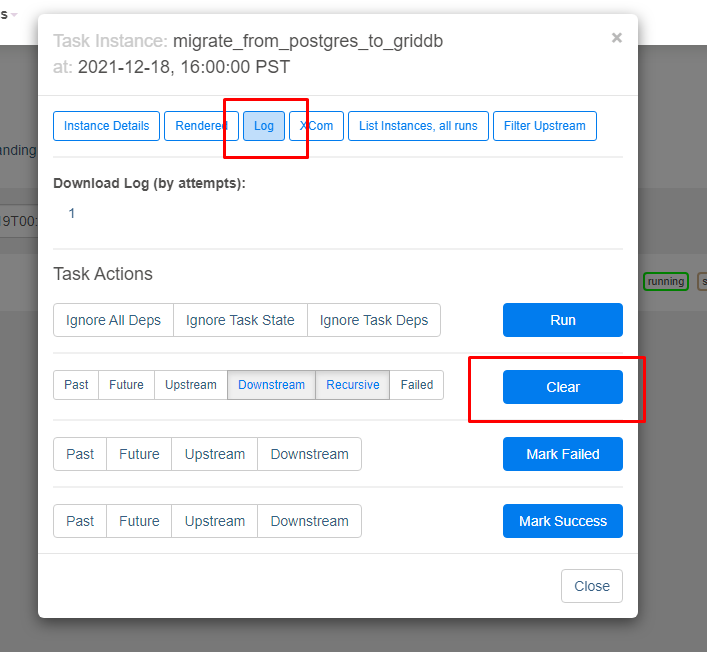 s
Task Instance: migrate_from_postgres_to_griddb ×
at: 2021-12-18, 16:00:00 PST
Instance Details Rendered Log XCom List Instances, all runs Filter Upstream
anding
Download Log (by attempts):
1
19T00:
Task Actions
running s
Ignore All Deps Ignore Task State Ignore Task Deps Run
Past Future Upstream Downstream Recursive Failed Clear
Past Future Upstream Downstream Mark Failed
Past Future Upstream Downstream Mark Success
Close